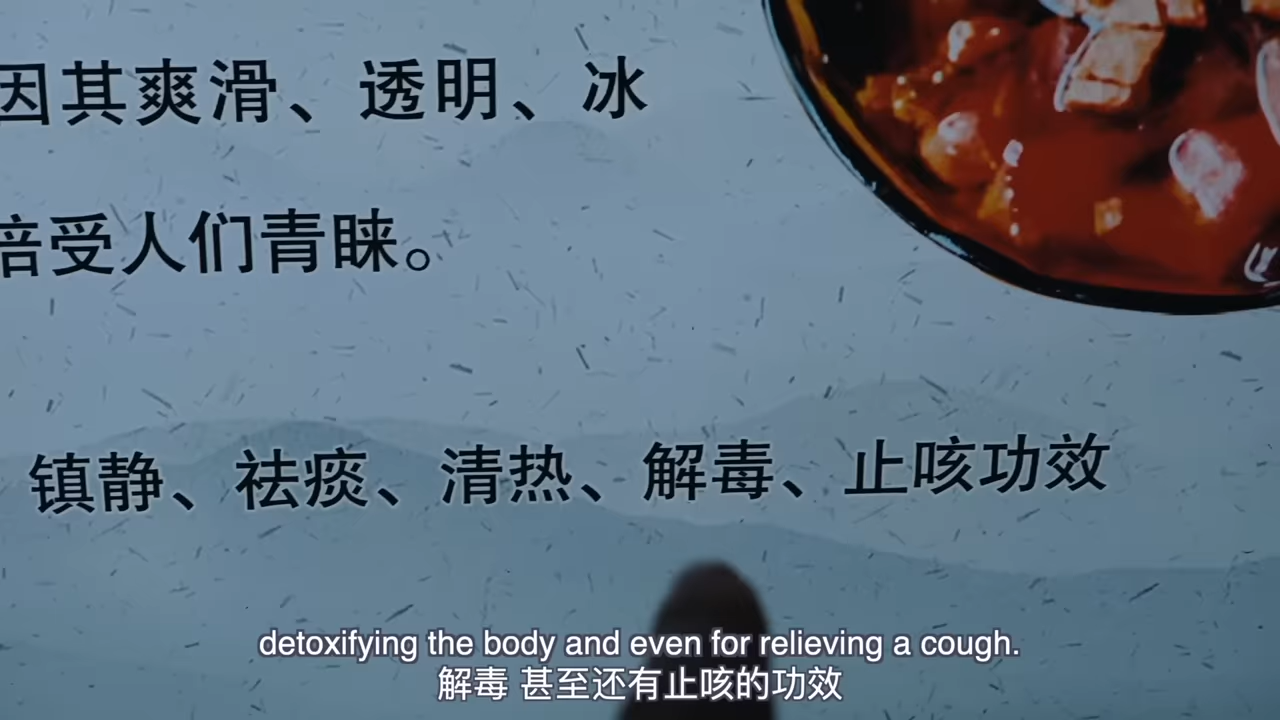 因其爽滑、透明、冰
倍受人们青睐。
镇静、祛痰、清热、解毒、止咳功效
detoxifying the body and even for relieving a cough.
解毒 甚至还有止咳的功效